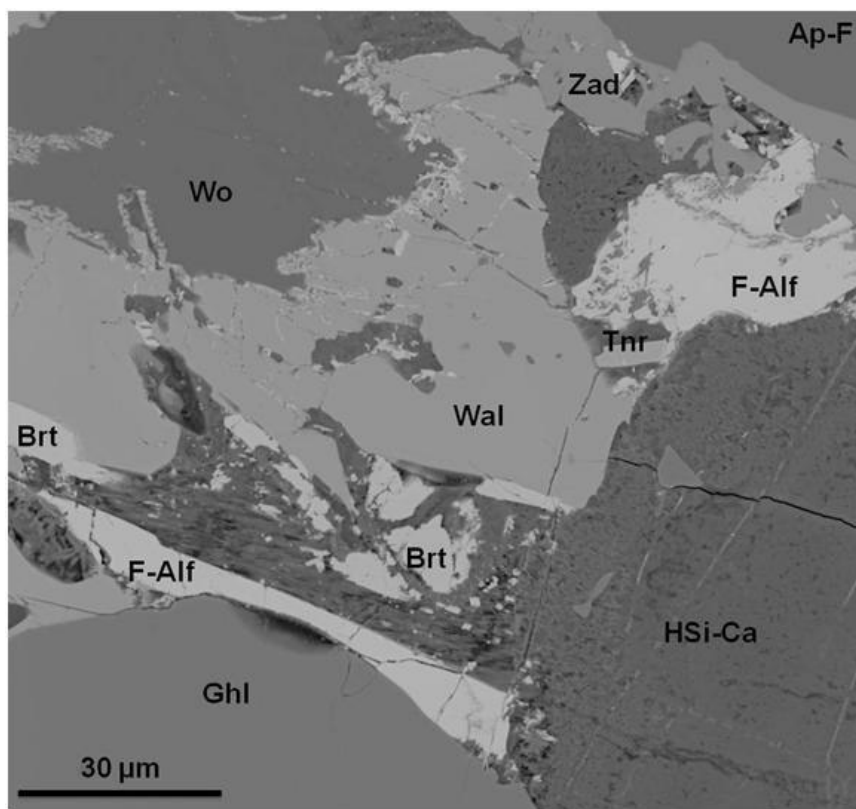 Ap-F
Zad
Wo
F-Alf
Tnr
Wal
Brt
Brt
F-Alf
HSi-Ca
Ghl
30 µm